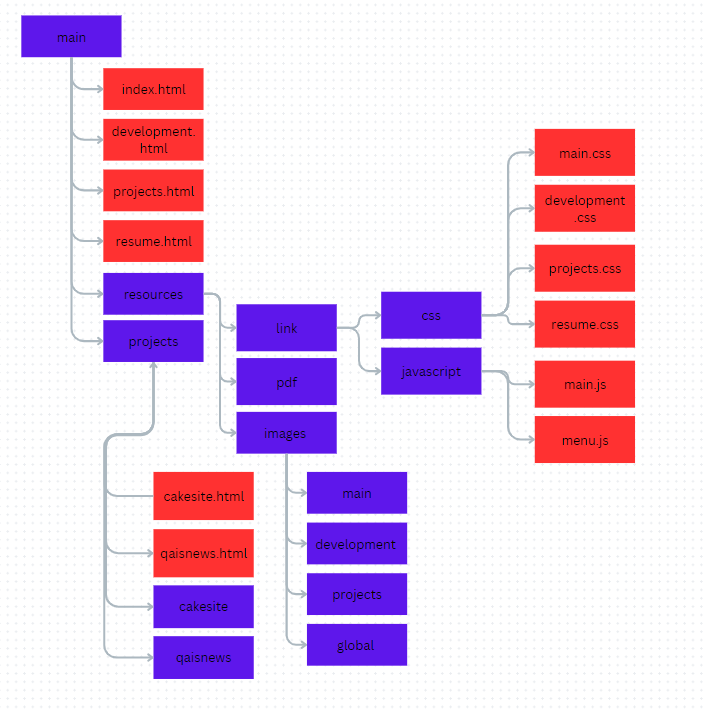 main
index.html
development.
html
projects.html
resume.html
resources
projects
link
pdf
images
css
javascript
main.css
development
.css
projects.css
resume.css
main.js
menu.js
cakesite.html
qaisnews.html
cakesite
qaisnews
main
development
projects
global